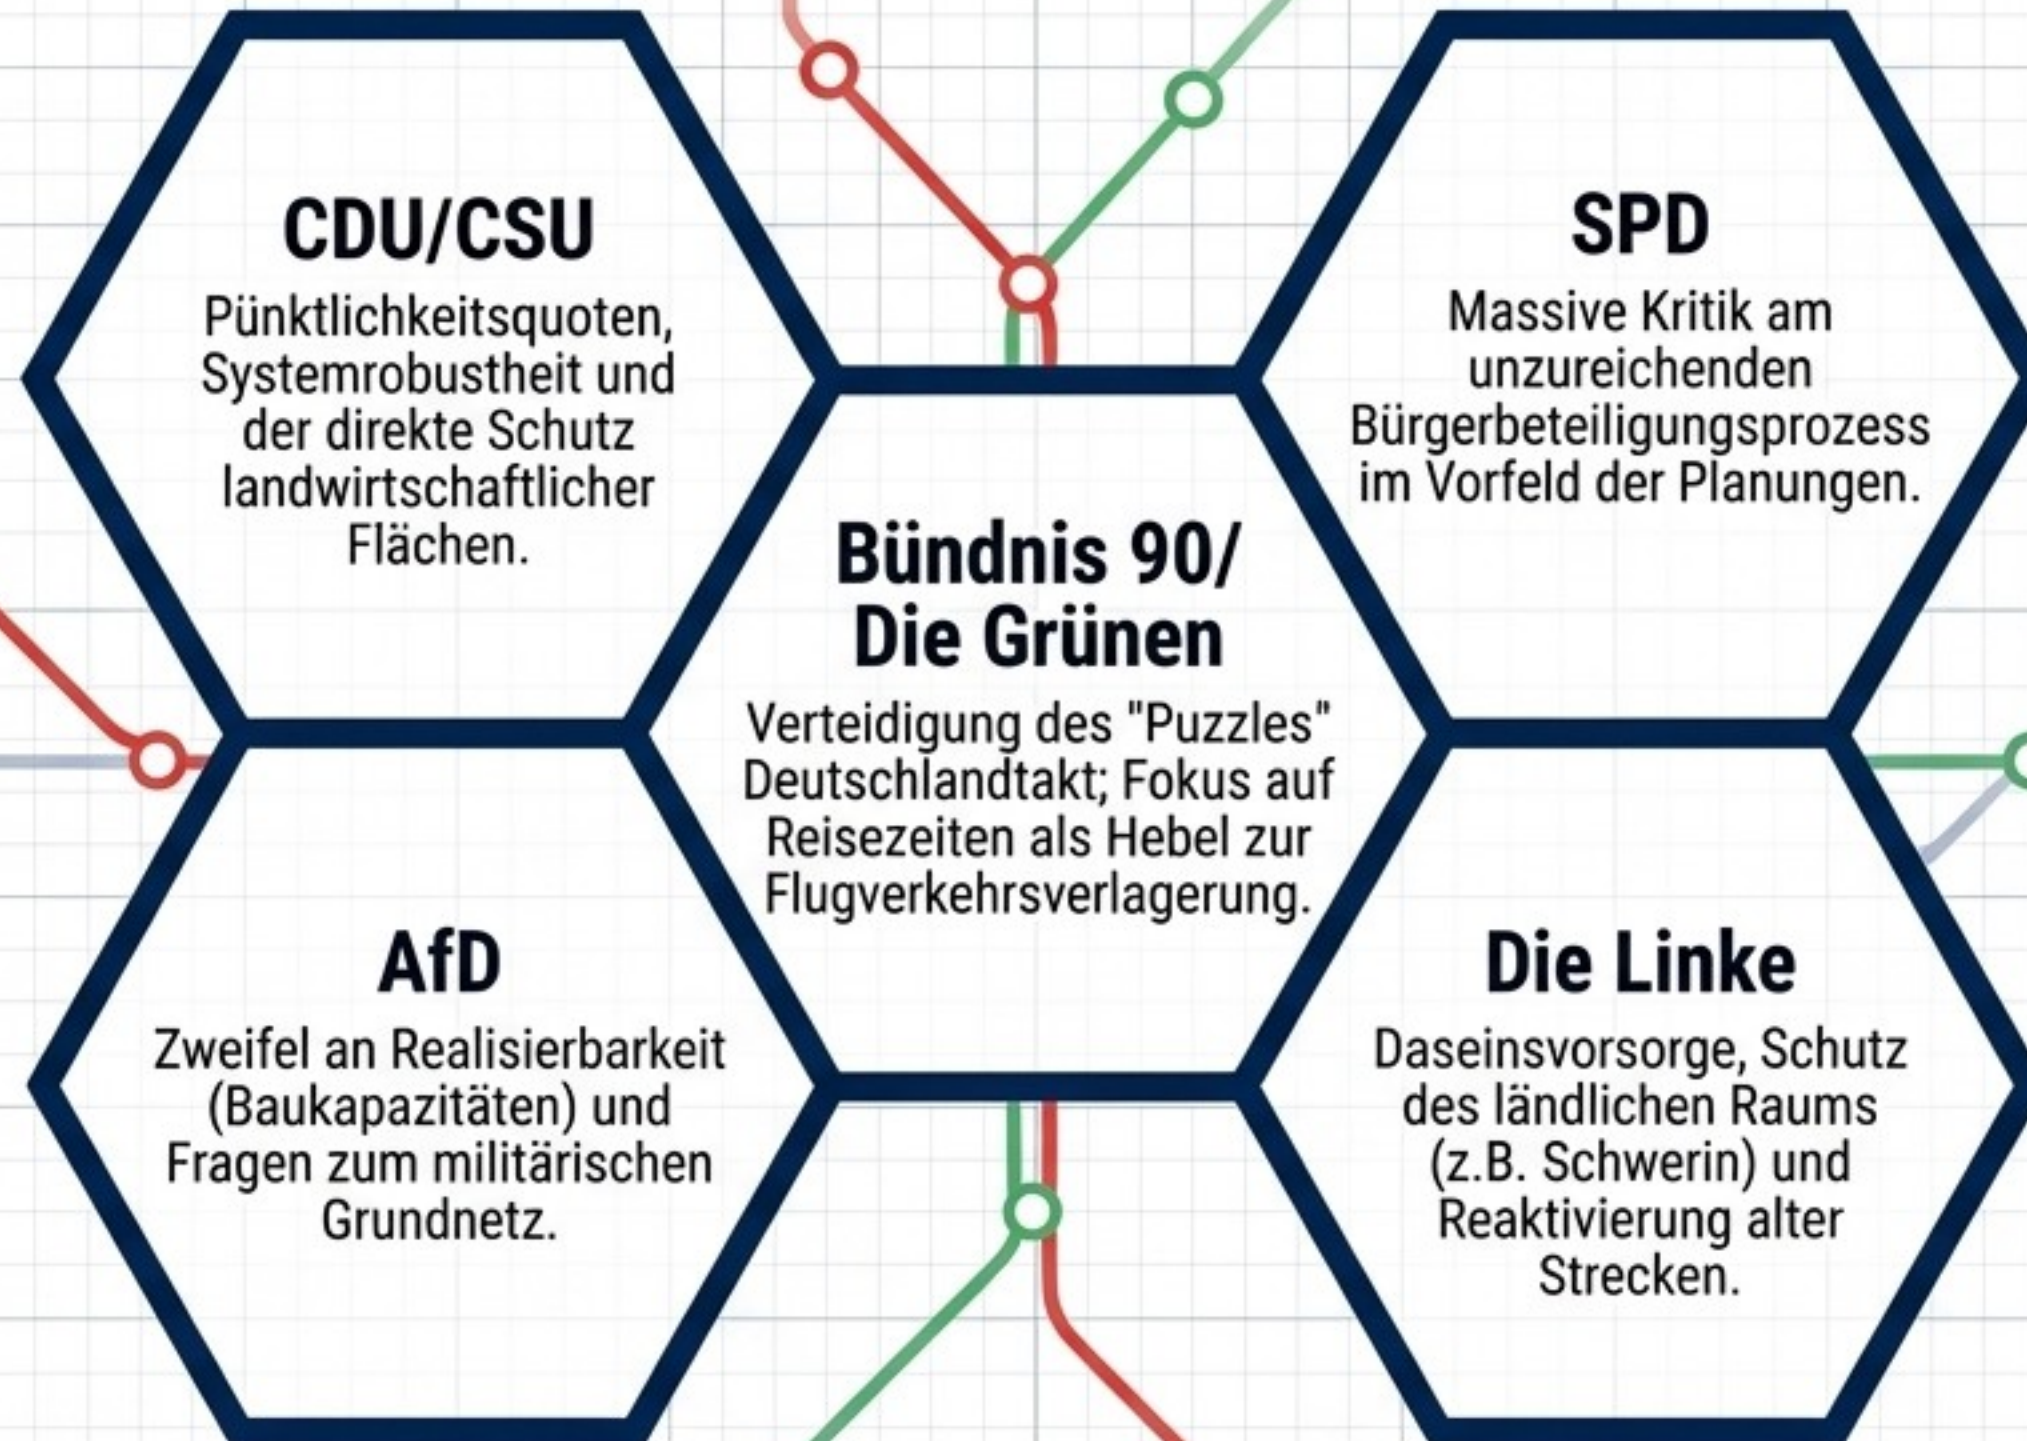 CDU/CSU
Pünktlichkeitsquoten,
Systemrobustheit und
der direkte Schutz
landwirtschaftlicher
Flächen.
SPD
Massive Kritik am
unzureichenden
Bürgerbeteiligungsprozess
im Vorfeld der Planungen.
Bündnis 90/
Die Grünen
Verteidigung des "Puzzles"
Deutschlandtakt; Fokus auf
Reisezeiten als Hebel zur
Flugverkehrsverlagerung.
AfD
Zweifel an Realisierbarkeit
(Baukapazitäten) und
Fragen zum militärischen
Grundnetz.
Die Linke
Daseinsvorsorge, Schutz
des ländlichen Raums
(z.B. Schwerin) und
Reaktivierung alter
Strecken.